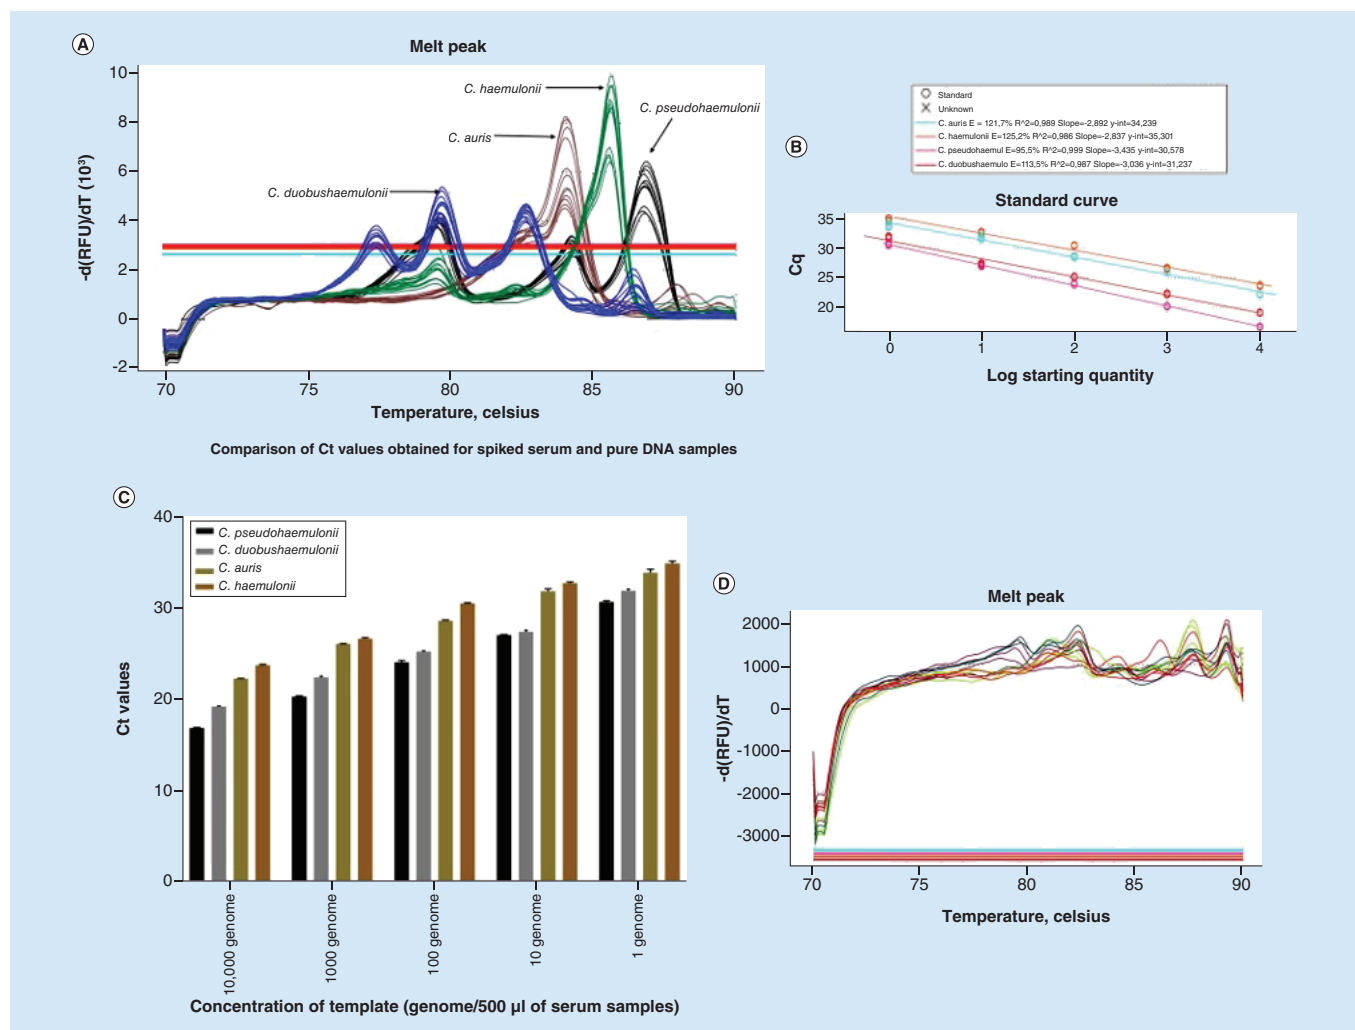 A
Melt peak
-d(RFU)/dT (10³)
10
8
6
4
2
0
-2
C. haemulonii
C. pseudohaemulonii
C. auris
C. duobushaemulonii
70
75
80
85
90
Temperature, celsius
B
Standard
Unknown
C. auris E = 121,7% R^2=0,989 Slope=-2,892 y-int=34,239
C. haemulonii E=125,2% R^2=0,986 Slope=-2,837 y-int=35,301
C. pseudohaemul E=95,5% R^2=0,999 Slope=-3,435 y-int=30,578
C. duobushaemulo E=113,5% R^2=0,987 Slope=-3,036 y-int=31,237
Standard curve
Cq
35
30
25
20
0
1
2
3
4
Log starting quantity
Comparison of Ct values obtained for spiked serum and pure DNA samples
C
Ct values
40
30
20
10
0
C. pseudohaemulonii
C. duobushaemulonii
C. auris
C. haemulonii
10,000 genome
1000 genome
100 genome
10 genome
1 genome
Concentration of template (genome/500 µl of serum samples)
D
Melt peak
-d(RFU)/dT
2000
1000
0
-1000
-2000
-3000
70
75
80
85
90
Temperature, celsius